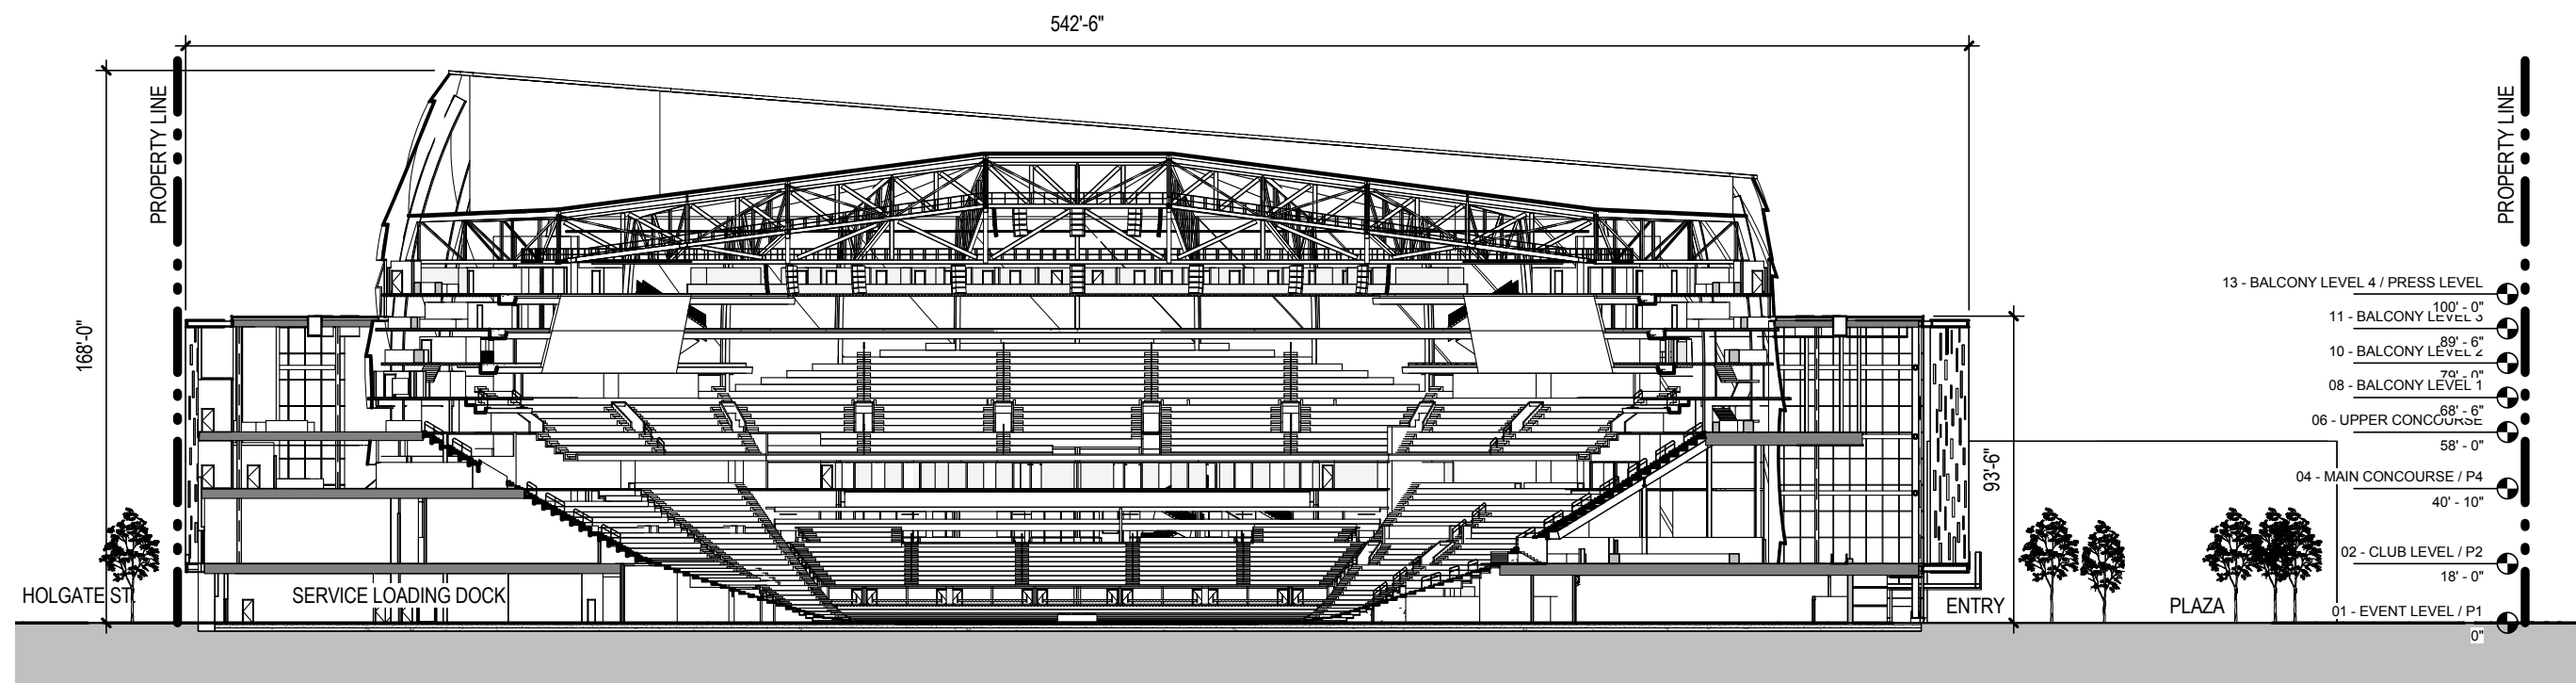 542'-6"
PROPERTY LINE
PROPERTY LINE
168'-0"
13 - BALCONY LEVEL 4 / PRESS LEVEL
100' - 0"
11 - BALCONY LEVEL 3
89' - 6"
10 - BALCONY LEVEL 2
79' - 0"
08 - BALCONY LEVEL 1
68' - 6"
06 - UPPER CONCOURSE
58' - 0"
93'-6"
04 - MAIN CONCOURSE / P4
40' - 10"
02 - CLUB LEVEL / P2
18' - 0"
HOLGATE ST.
SERVICE LOADING DOCK
ENTRY
PLAZA
01 - EVENT LEVEL / P1
0"